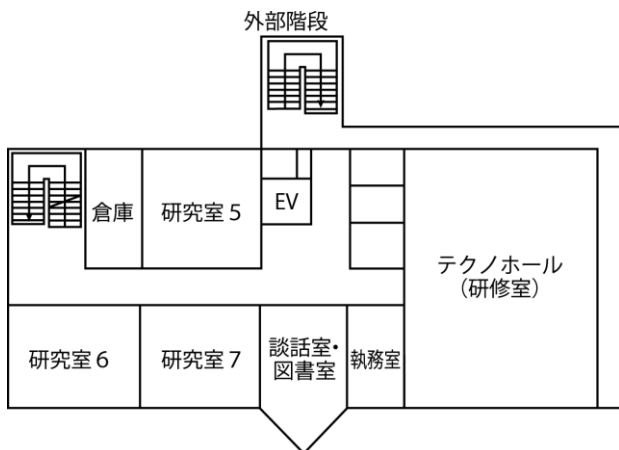 外部階段
倉庫
研究室 5
EV
テクノホール
(研修室)
研究室 6
研究室 7
談話室・
図書室
執務室